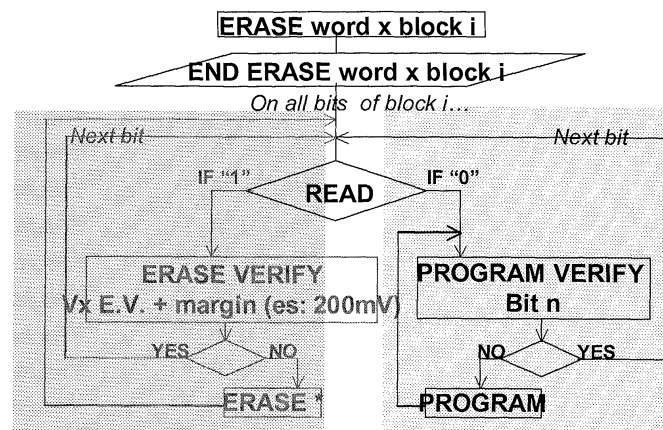 ERASE word x block i
END ERASE word x block i
On all bits of block i...
Next bit
Next bit
IF "1"
READ
IF "0"
ERASE VERIFY
Vx E.V. + margin (es: 200mV)
PROGRAM VERIFY
Bit n
YES
NO
NO
YES
ERASE *
PROGRAM